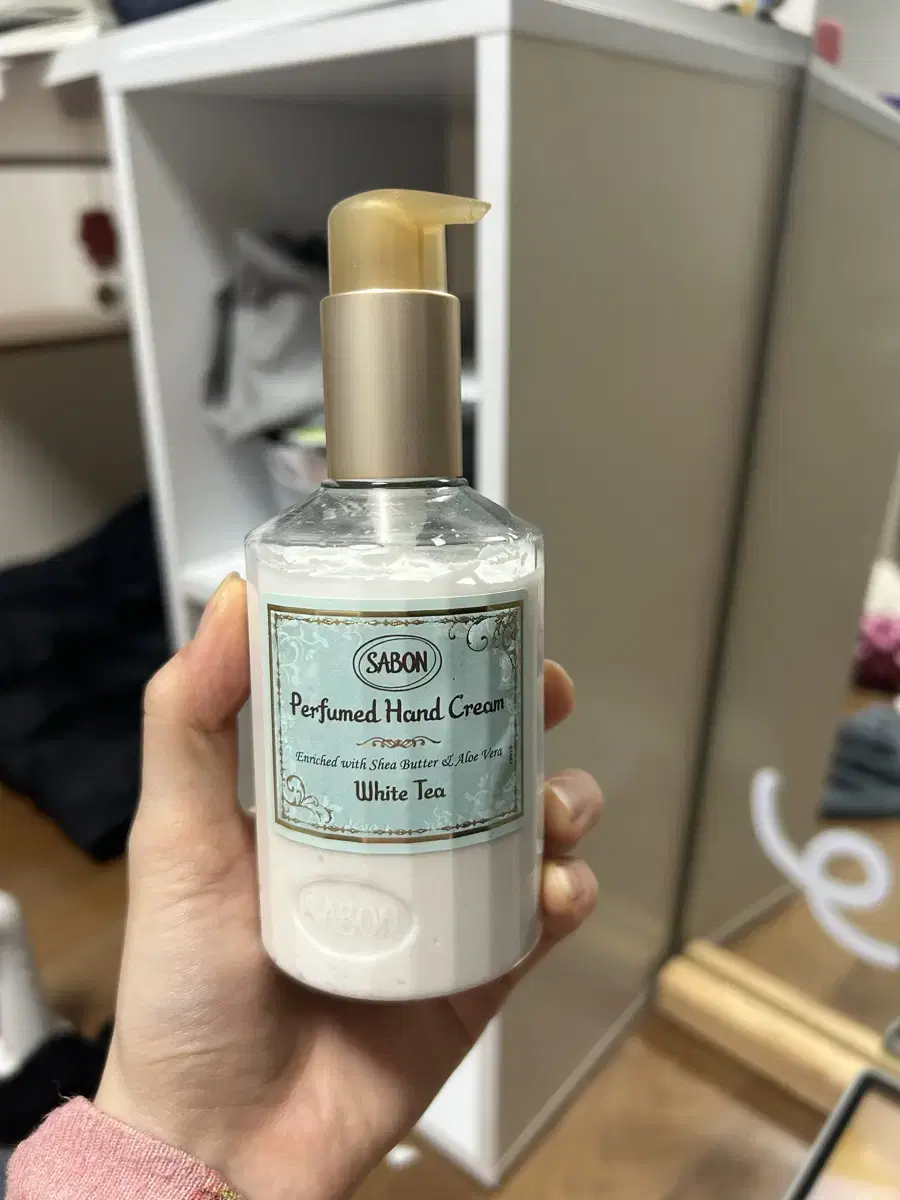 SABON
Perfumed Hand Cream
Enriched with Shea Butter & Aloe Vera
White Tea
SABON